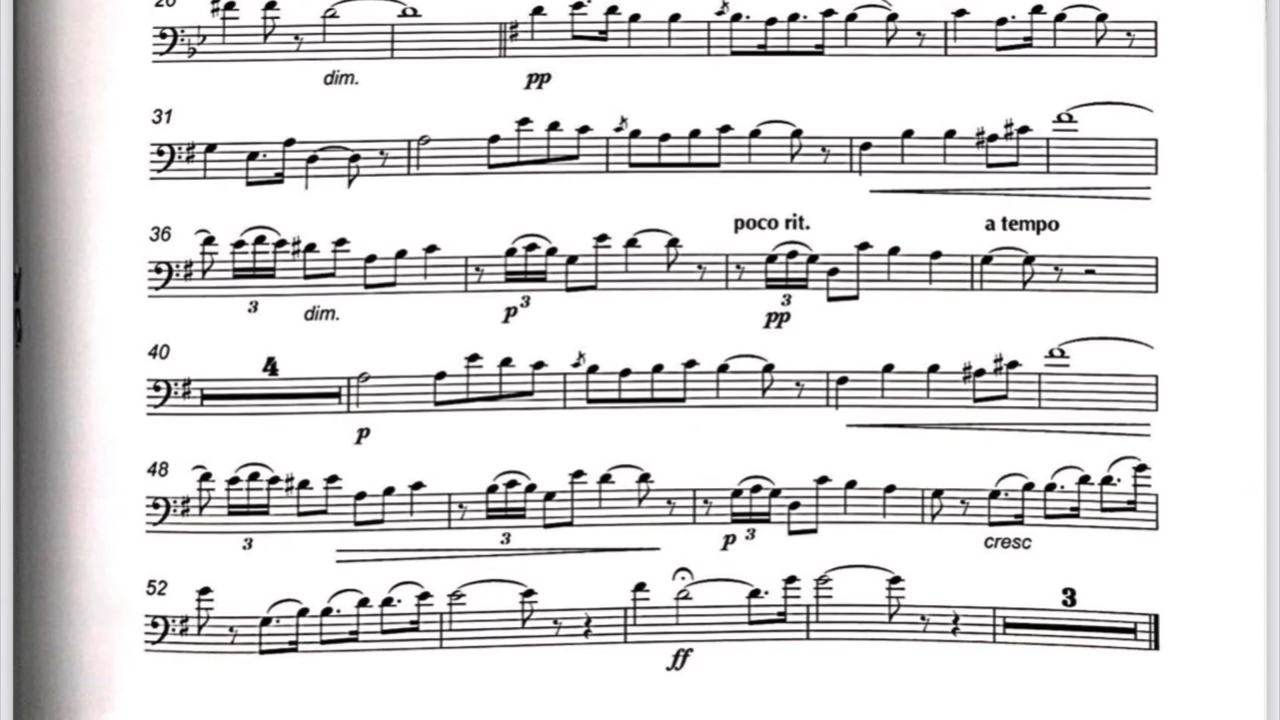 dim.
pp
31
poco rit.
a tempo
36
3
3
3
dim.
p
pp
40
4
p
48
3
3
p
3
cresc
52
3
ff